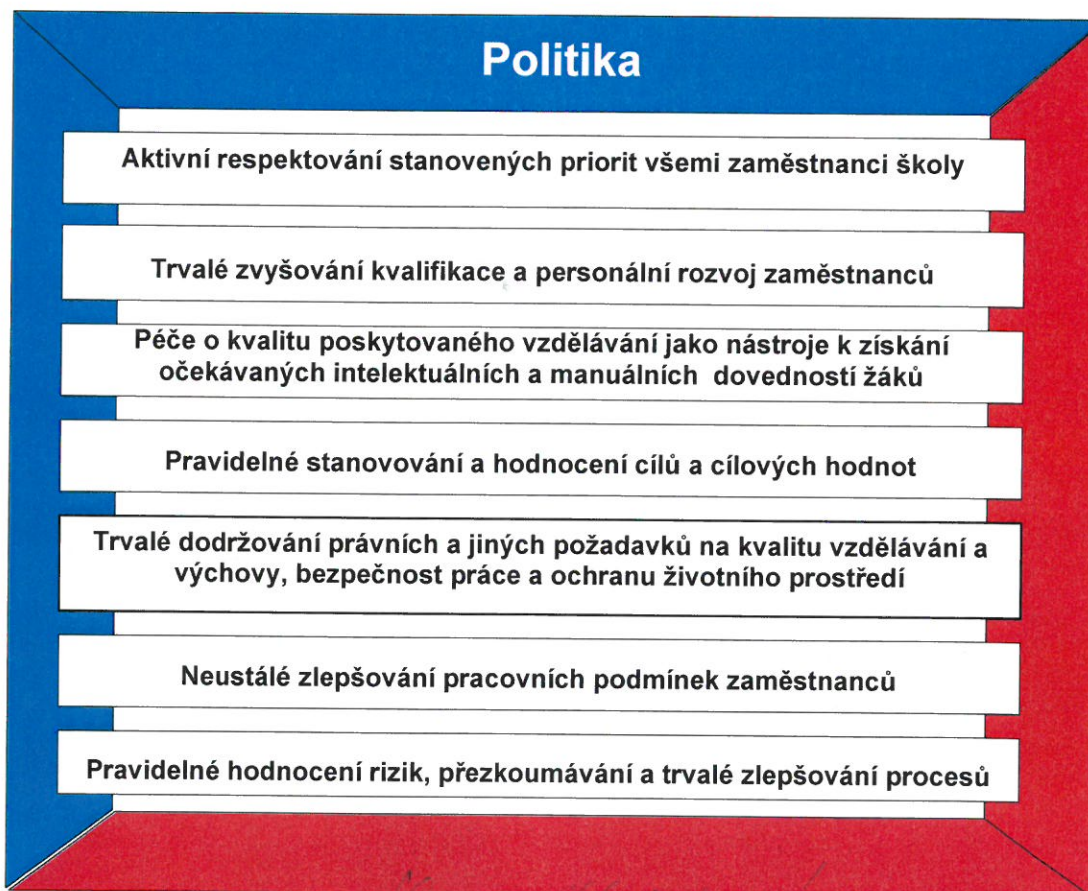 Politika
Aktivní respektování stanovených priorit všemi zaměstnanci školy
Trvalé zvyšování kvalifikace a personální rozvoj zaměstnanců
Péče o kvalitu poskytovaného vzdělávání jako nástroje k získání
očekávaných intelektuálních a manuálních dovedností žáků
Pravidelné stanovování a hodnocení cílů a cílových hodnot
Trvalé dodržování právních a jiných požadavků na kvalitu vzdělávání a
výchovy, bezpečnost práce a ochranu životního prostředí
Neustálé zlepšování pracovních podmínek zaměstnanců
Pravidelné hodnocení rizik, přezkoumávání a trvalé zlepšování procesů